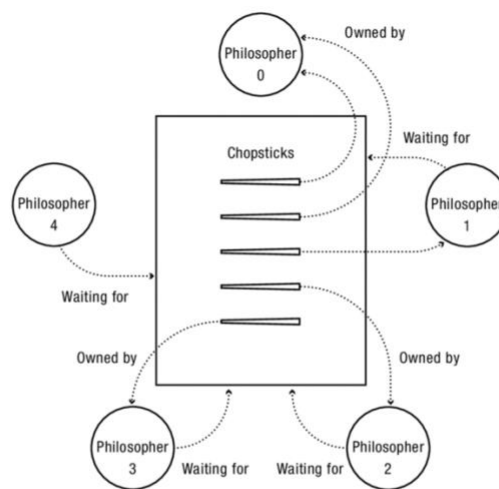 Owned by
Philosopher
0
Chopsticks
Waiting for
Philosopher
4
Philosopher
1
Waiting for
Owned by
Owned by
Philosopher
3
Waiting for
Waiting for
Philosopher
2